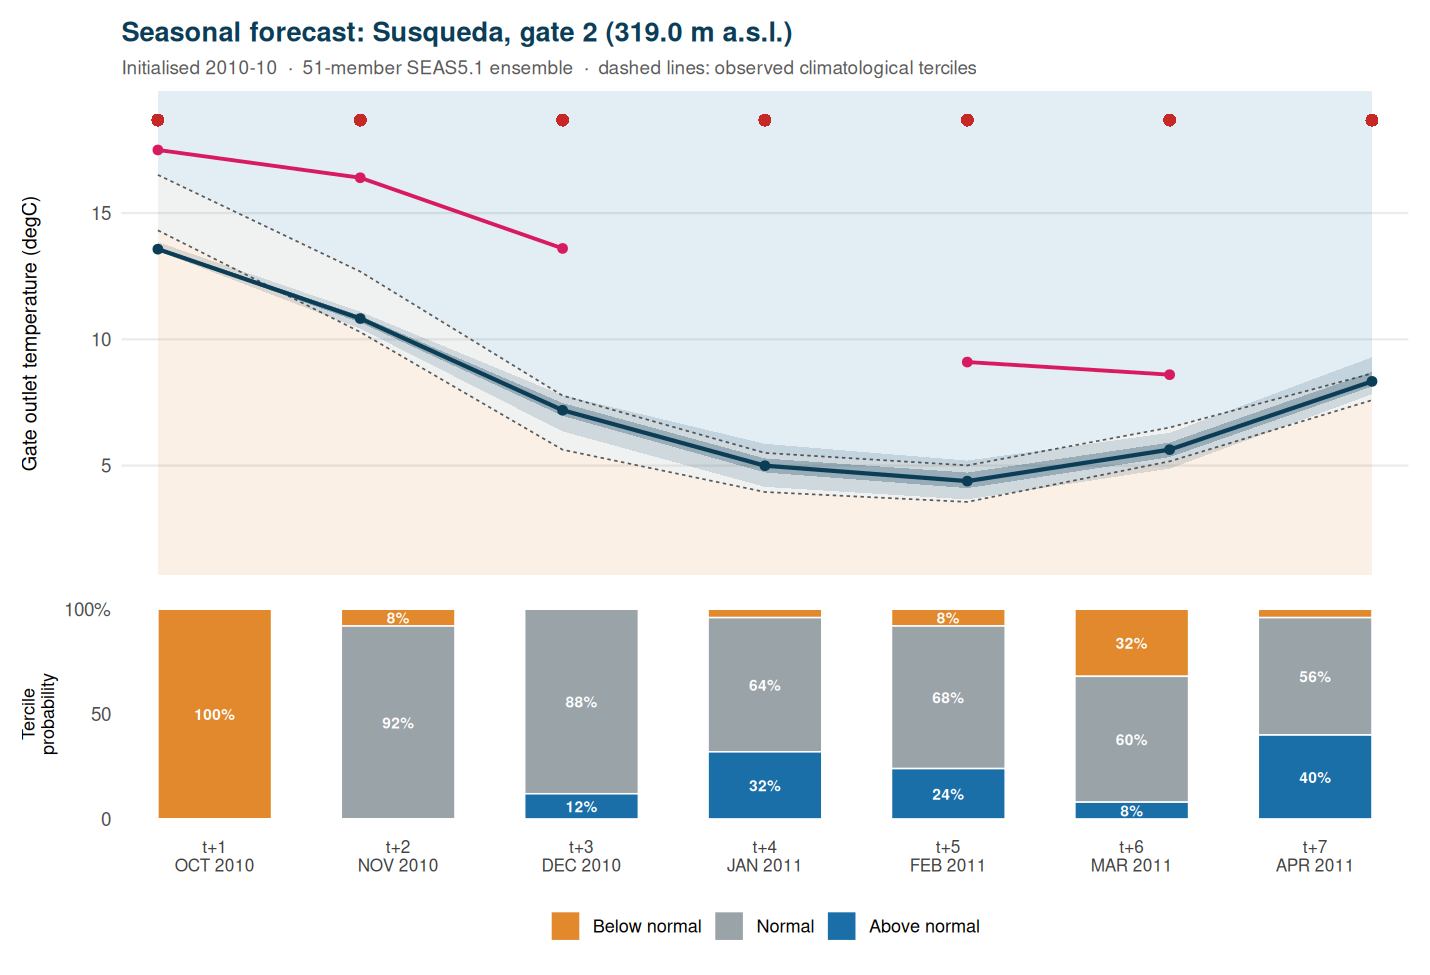 Seasonal forecast: Susqueda, gate 2 (319.0 m a.s.l.)
Initialised 2010-10 · 51-member SEAS5.1 ensemble · dashed lines: observed climatological terciles
Gate outlet temperature (degC)
15
10
5
Tercile
probability
100%
50
0
100%
8%
92%
88%
12%
64%
32%
8%
68%
24%
32%
60%
8%
56%
40%
t+1
OCT 2010
t+2
NOV 2010
t+3
DEC 2010
t+4
JAN 2011
t+5
FEB 2011
t+6
MAR 2011
t+7
APR 2011
Below normal
Normal
Above normal